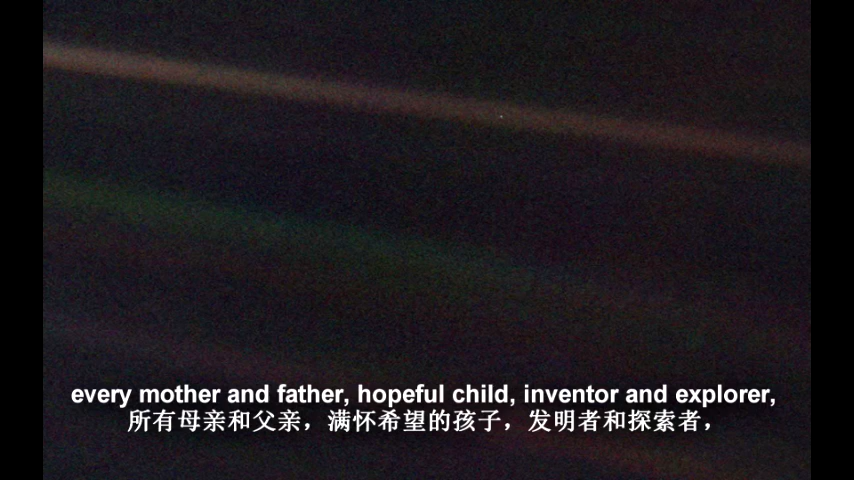 every mother and father, hopeful child, inventor and explorer,
所有母亲和父亲，满怀希望的孩子，发明者和探索者，